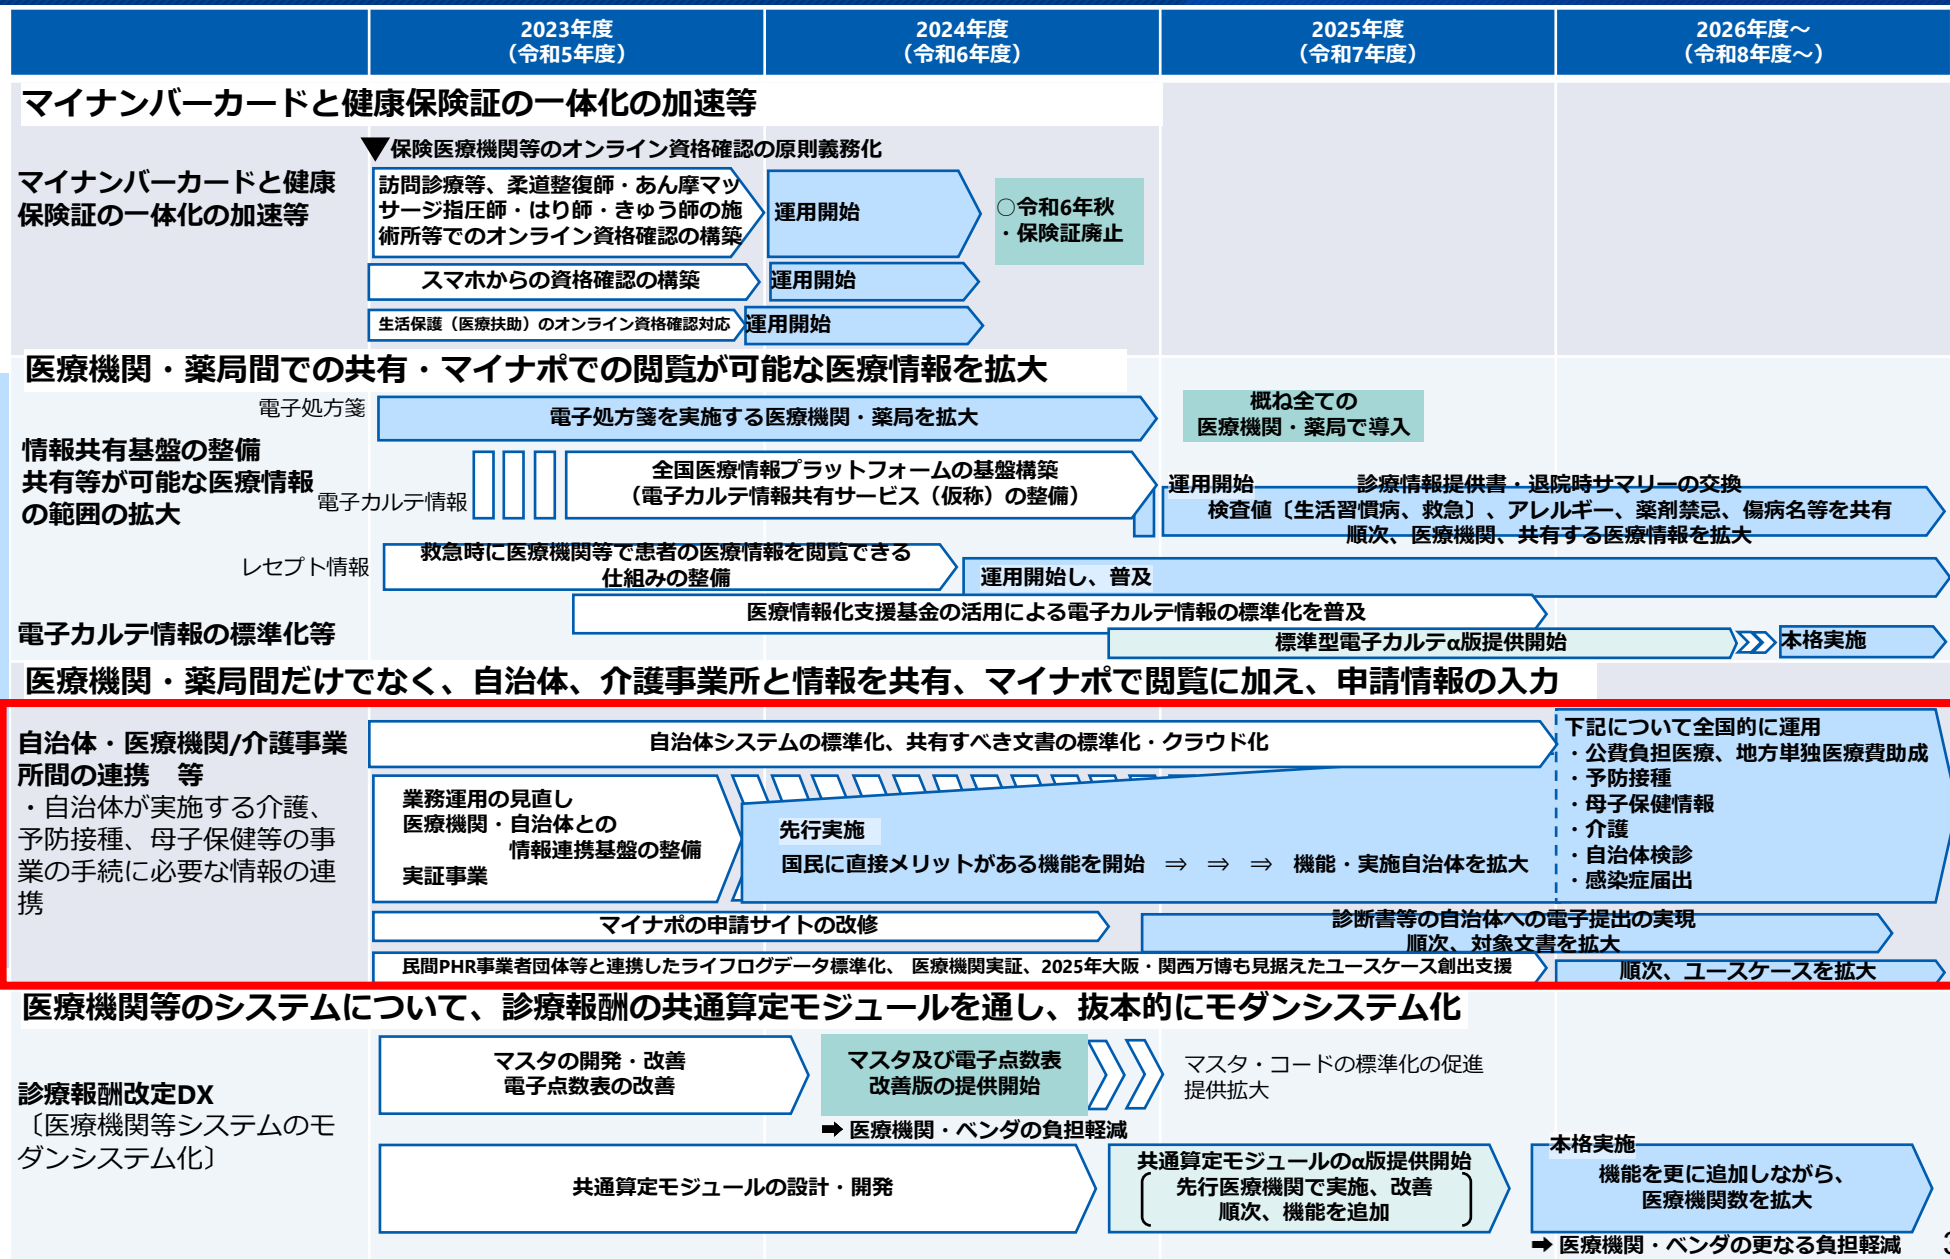 2023年度
（令和5年度）
2024年度
（令和6年度）
2025年度
（令和7年度）
2026年度～
（令和8年度～）
マイナンバーカードと健康保険証の一体化の加速等
マイナンバーカードと健康
保険証の一体化の加速等
▼保険医療機関等のオンライン資格確認の原則義務化
訪問診療等、柔道整復師・あん摩マッ
サージ指圧師・はり師・きゅう師の施
術所等でのオンライン資格確認の構築
運用開始
○令和6年秋
・保険証廃止
スマホからの資格確認の構築
運用開始
生活保護（医療扶助）のオンライン資格確認対応
運用開始
医療機関・薬局間での共有・マイナポでの閲覧が可能な医療情報を拡大
電子処方箋
電子処方箋を実施する医療機関・薬局を拡大
概ね全ての
医療機関・薬局で導入
情報共有基盤の整備
共有等が可能な医療情報
の範囲の拡大
電子カルテ情報
全国医療情報プラットフォームの基盤構築
（電子カルテ情報共有サービス（仮称）の整備）
運用開始
診療情報提供書・退院時サマリーの交換
検査値〔生活習慣病、救急〕、アレルギー、薬剤禁忌、傷病名等を共有
順次、医療機関、共有する医療情報を拡大
レセプト情報
救急時に医療機関等で患者の医療情報を閲覧できる
仕組みの整備
運用開始し、普及
医療情報化支援基金の活用による電子カルテ情報の標準化を普及
電子カルテ情報の標準化等
標準型電子カルテα版提供開始
本格実施
医療機関・薬局間だけでなく、自治体、介護事業所と情報を共有、マイナポで閲覧に加え、申請情報の入力
自治体・医療機関/介護事業
所間の連携　等
・自治体が実施する介護、
予防接種、母子保健等の事
業の手続に必要な情報の連
携
自治体システムの標準化、共有すべき文書の標準化・クラウド化
業務運用の見直し
医療機関・自治体との
情報連携基盤の整備
実証事業
先行実施
国民に直接メリットがある機能を開始　⇒　⇒　⇒　機能・実施自治体を拡大
下記について全国的に運用
・公費負担医療、地方単独医療費助成
・予防接種
・母子保健情報
・介護
・自治体検診
・感染症届出
マイナポの申請サイトの改修
診断書等の自治体への電子提出の実現
順次、対象文書を拡大
民間PHR事業者団体等と連携したライフログデータ標準化、 医療機関実証、2025年大阪・関西万博も見据えたユースケース創出支援
順次、ユースケースを拡大
医療機関等のシステムについて、診療報酬の共通算定モジュールを通し、抜本的にモダンシステム化
診療報酬改定DX
〔医療機関等システムのモ
ダンシステム化〕
マスタの開発・改善
電子点数表の改善
マスタ及び電子点数表
改善版の提供開始
マスタ・コードの標準化の促進
提供拡大
➡ 医療機関・ベンダの負担軽減
共通算定モジュールの設計・開発
共通算定モジュールのα版提供開始
先行医療機関で実施、改善
順次、機能を追加
本格実施
機能を更に追加しながら、
医療機関数を拡大
➡ 医療機関・ベンダの更なる負担軽減